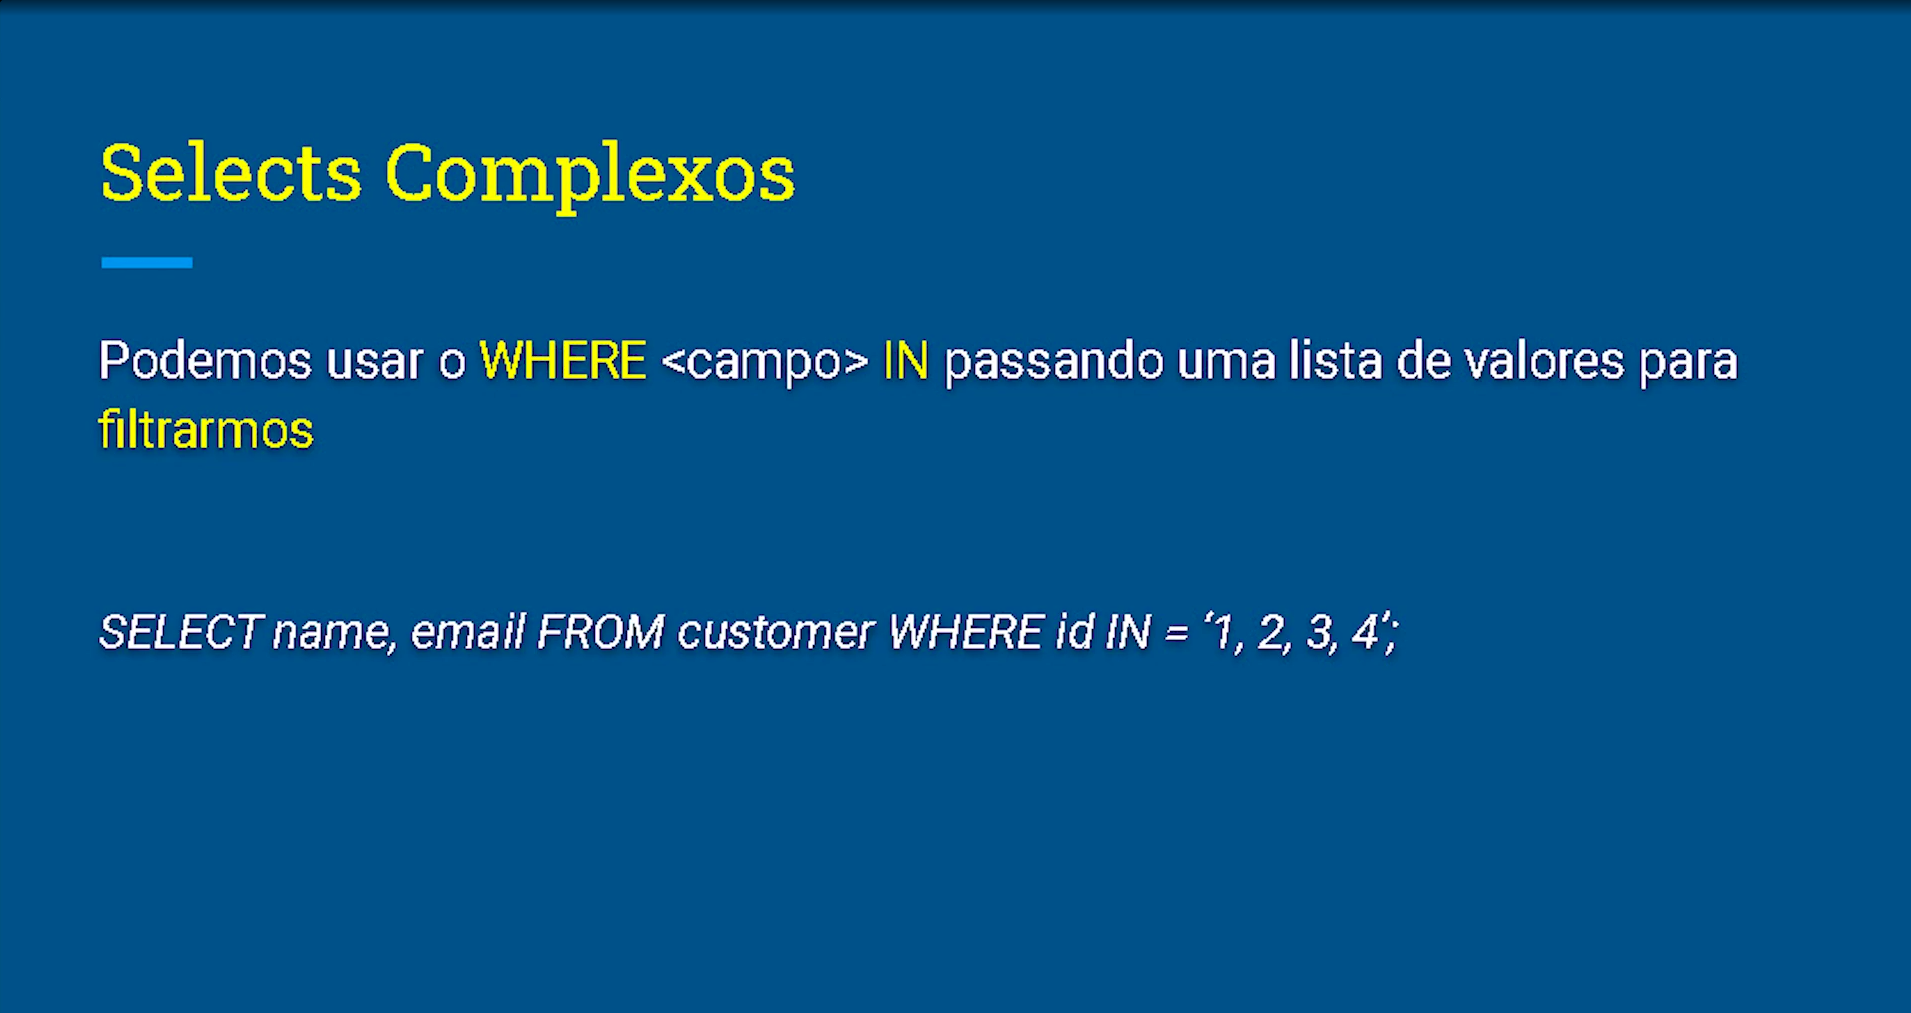 Selects Complexos
Podemos usar o WHERE <campo> IN passando uma lista de valores para
filtrarmos
SELECT name, email FROM customer WHERE id IN = ‘1, 2, 3, 4’;